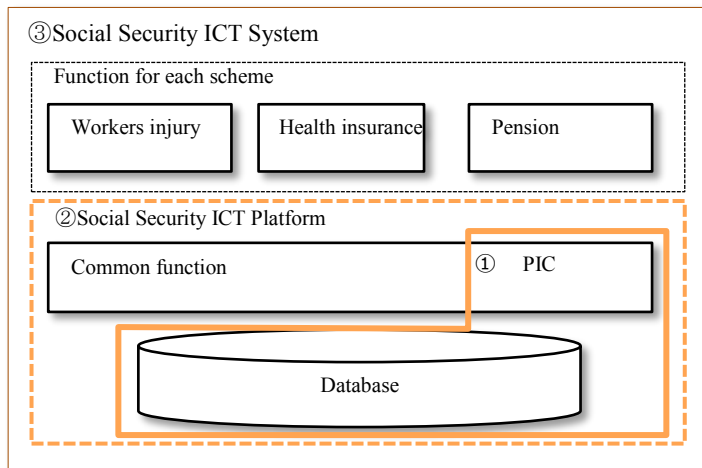 ③Social Security ICT System
Function for each scheme
Workers injury
Health insurance
Pension
②Social Security ICT Platform
Common function
① PIC
Database